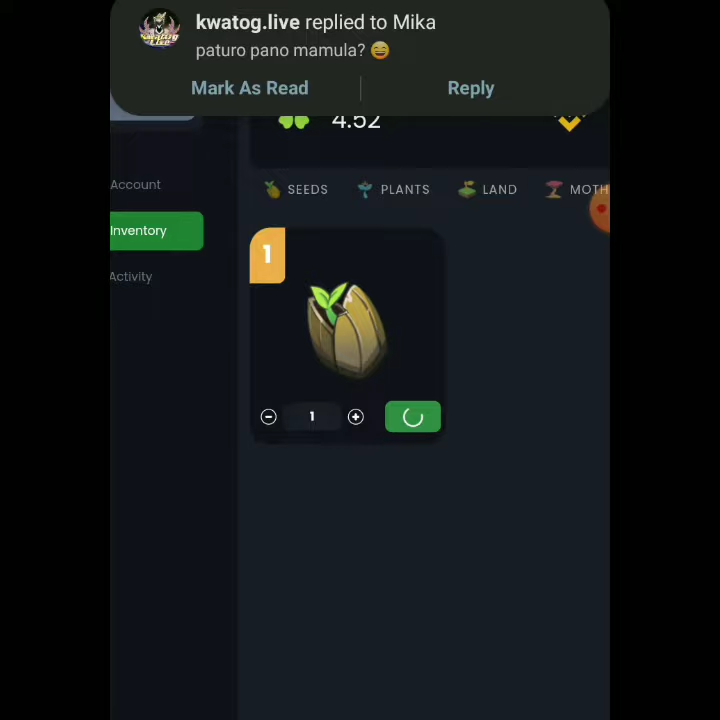 kwatog.live replied to Mika
paturo pano mamula? 😅
Mark As Read
Reply
4.52
Account
SEEDS
PLANTS
LAND
MOTH
Inventory
1
Activity
1